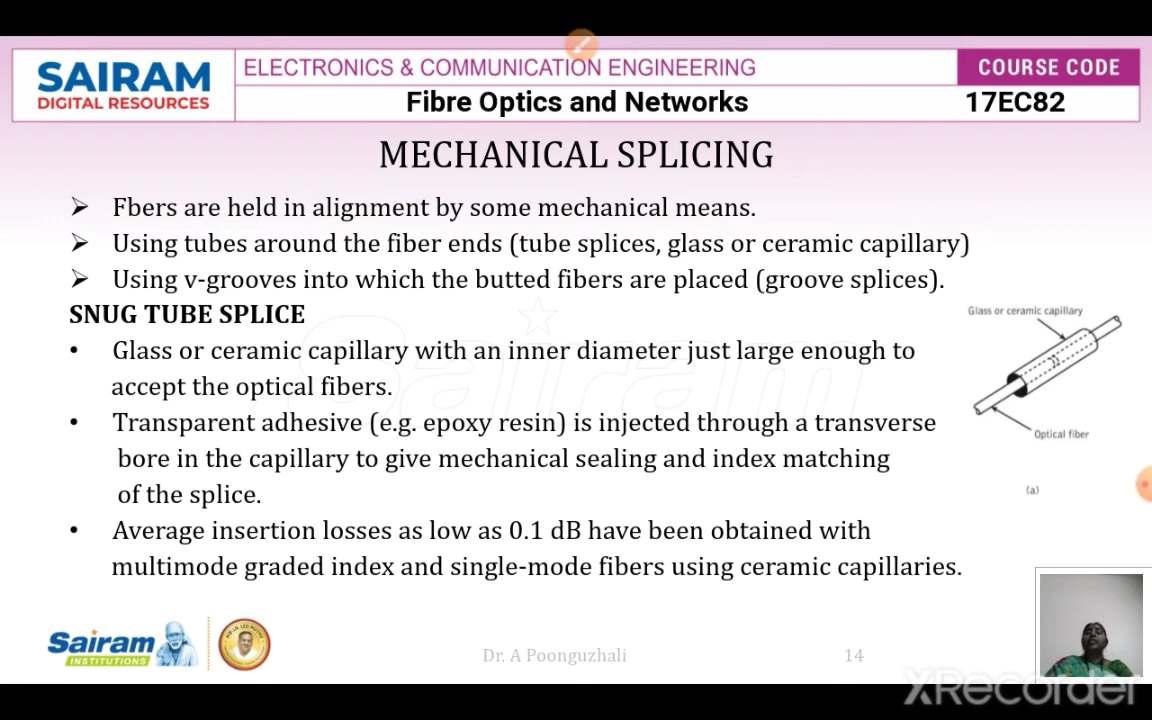 SAIRAM
DIGITAL RESOURCES
ELECTRONICS & COMMUNICATION ENGINEERING
COURSE CODE
Fibre Optics and Networks
17EC82
MECHANICAL SPLICING
➢ Fbers are held in alignment by some mechanical means.
➢ Using tubes around the fiber ends (tube splices, glass or ceramic capillary)
➢ Using v-grooves into which the butted fibers are placed (groove splices).
SNUG TUBE SPLICE
• Glass or ceramic capillary with an inner diameter just large enough to
accept the optical fibers.
• Transparent adhesive (e.g. epoxy resin) is injected through a transverse
bore in the capillary to give mechanical sealing and index matching
of the splice.
• Average insertion losses as low as 0.1 dB have been obtained with
multimode graded index and single-mode fibers using ceramic capillaries.
Glass or ceramic capillary
Optical fiber
(a)
Sairam
Sairam
INSTITUTIONS
Dr. A Poonguzhali
14
XRecorder